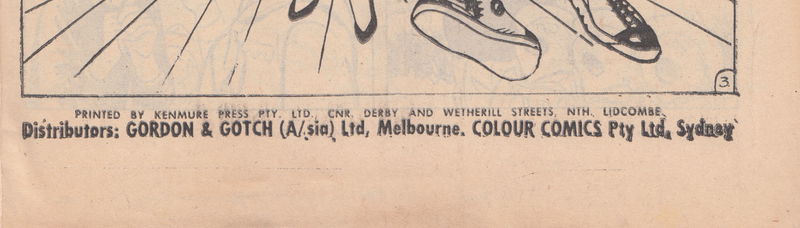 3
PRINTED BY KENMURE PRESS PTY. LTD., CNR. DERBY AND WETHERILL STREETS, NTH. LIDCOMBE.
Distributors: GORDON & GOTCH (A/sia) Ltd, Melbourne. COLOUR COMICS Pty Ltd, Sydney